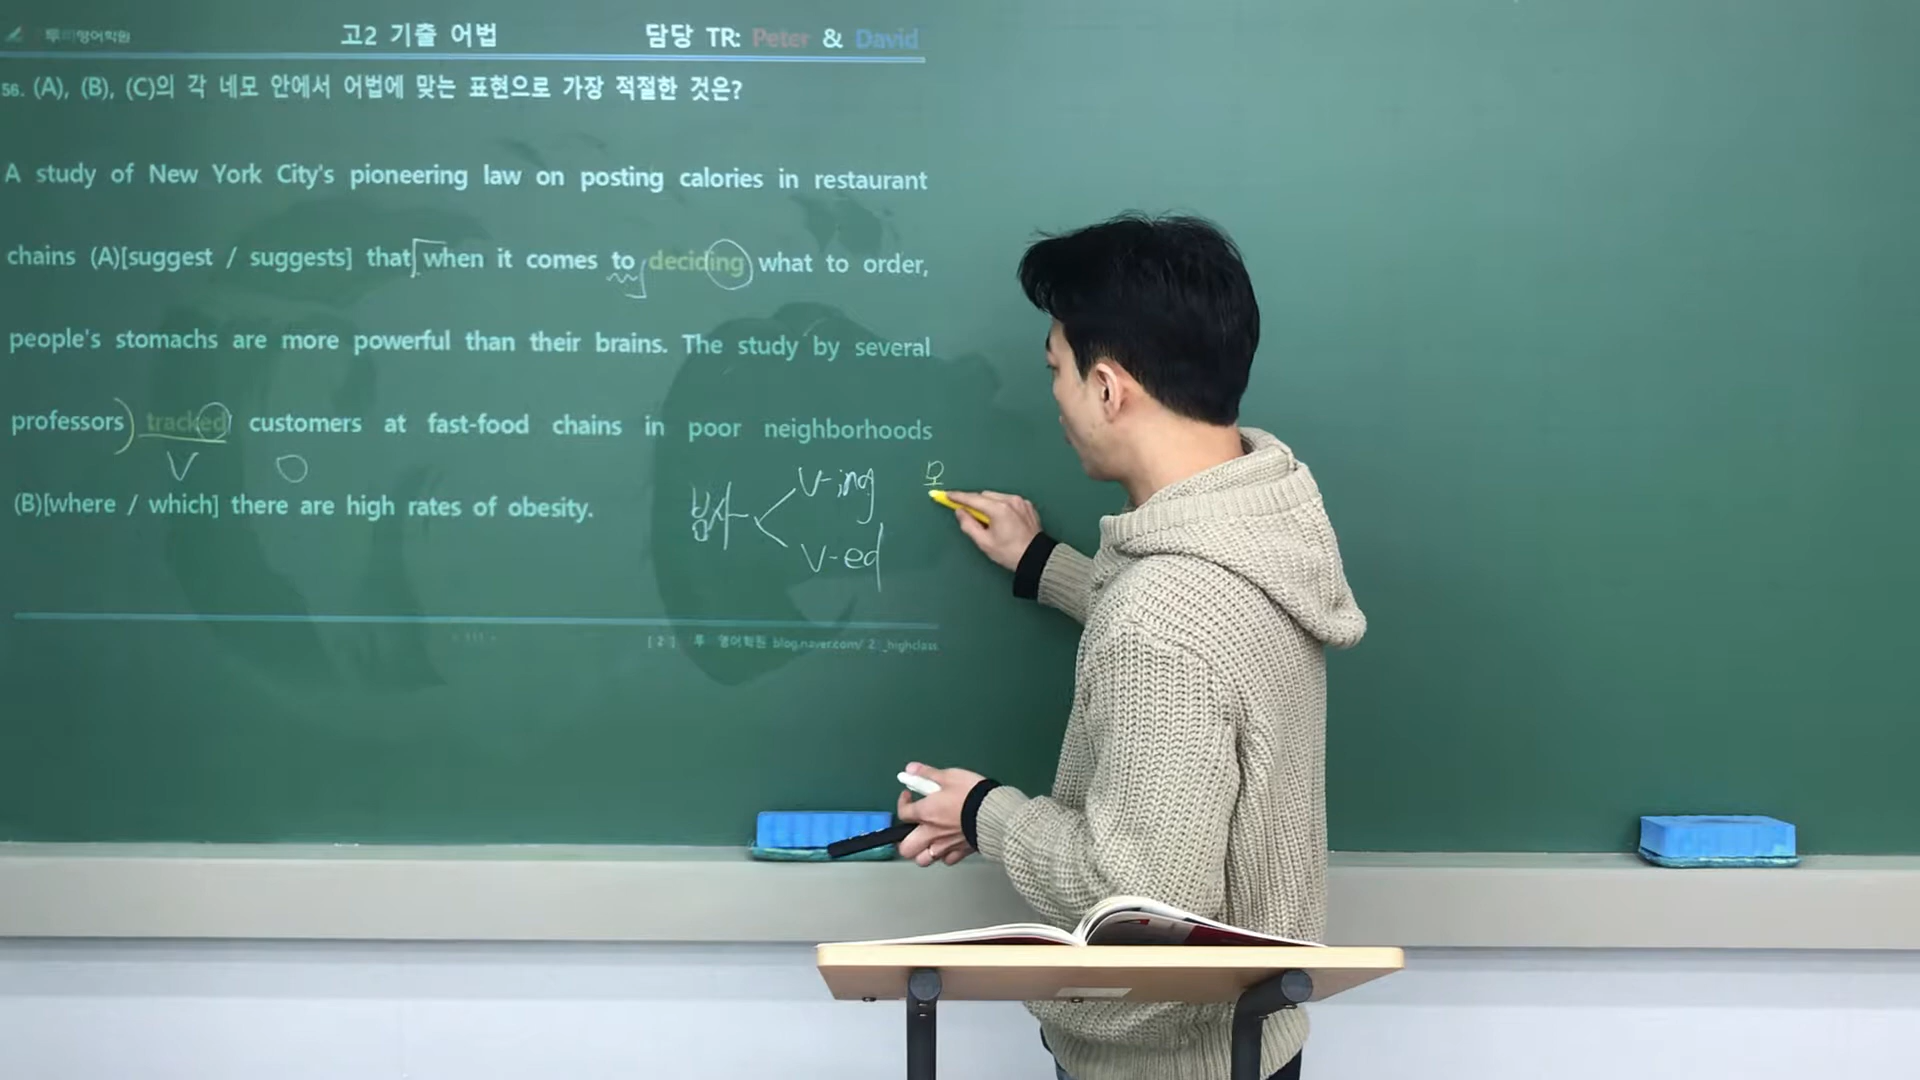 투 영어학원 고2 기출 어법 담당 TR: Peter & David
56. (A), (B), (C)의 각 네모 안에서 어법에 맞는 표현으로 가장 적절한 것은?
A study of New York City's pioneering law on posting calories in restaurant
chains (A)[suggest / suggests] that when it comes to deciding what to order,
people's stomachs are more powerful than their brains. The study by several
professors) tracked customers at fast-food chains in poor neighborhoods
V O
(B)[where / which] there are high rates of obesity.
V-ing
V-ed
영어학원 blog.naver.com/ 2 _highclass